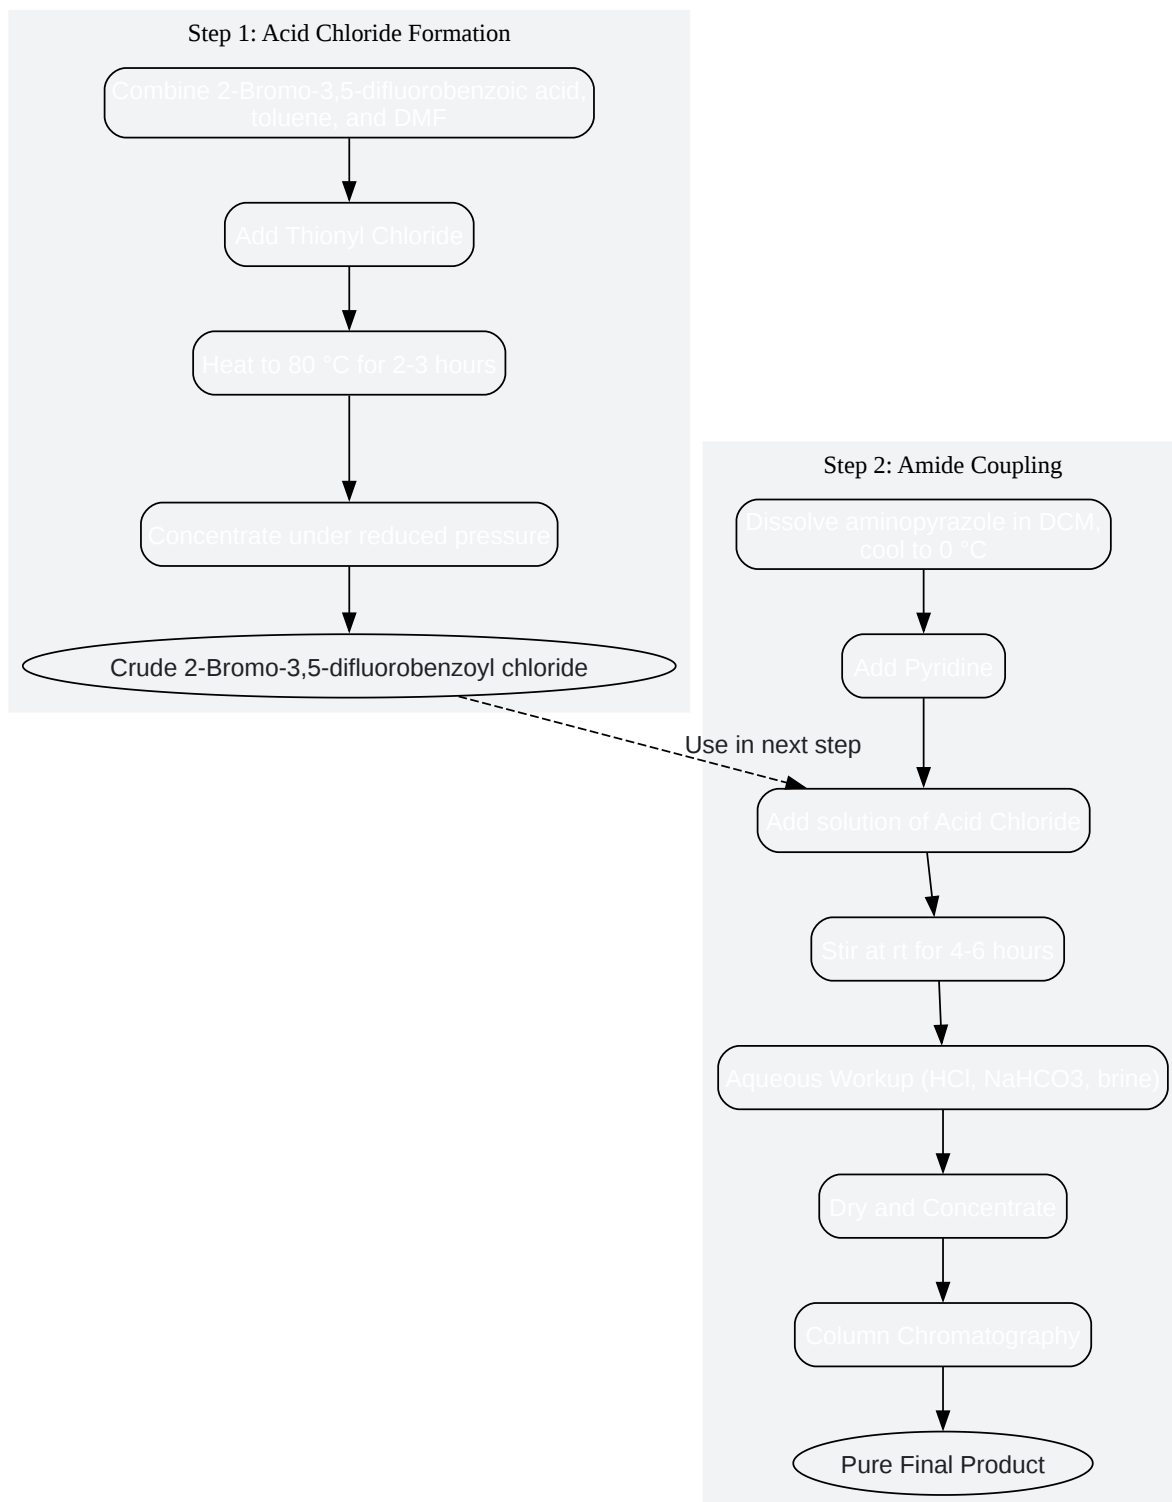 Step 1: Acid Chloride Formation
Combine 2-Bromo-3,5-difluorobenzoic acid,
toluene, and DMF
Add Thionyl Chloride
Heat to 80 °C for 2-3 hours
Concentrate under reduced pressure
Crude 2-Bromo-3,5-difluorobenzoyl chloride
Use in next step
Step 2: Amide Coupling
Dissolve aminopyrazole in DCM,
cool to 0 °C
Add Pyridine
Add solution of Acid Chloride
Stir at rt for 4-6 hours
Aqueous Workup (HCl, NaHCO3, brine)
Dry and Concentrate
Column Chromatography
Pure Final Product